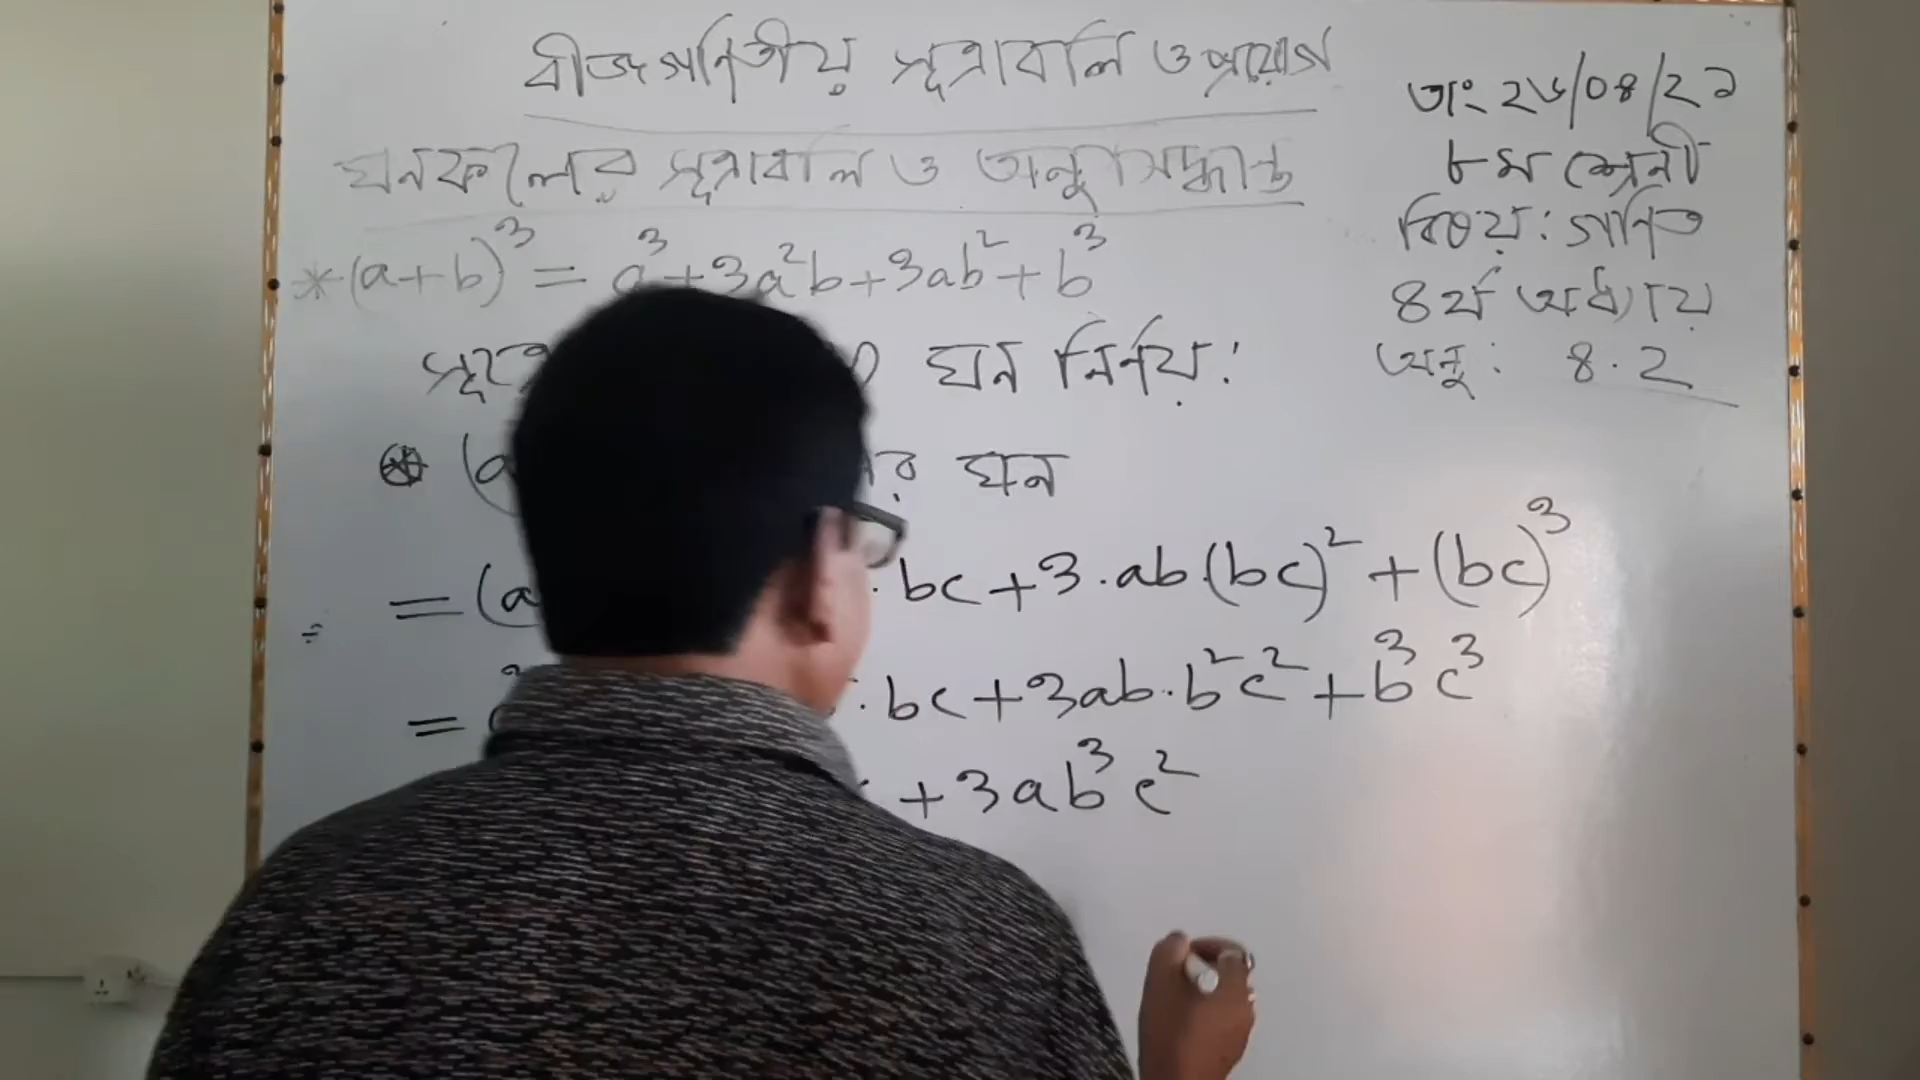 বীজগণিতীয় সূত্রাবলি ও প্রয়োগ
ঘনফলের সূত্রাবলি ও অনুসিদ্ধান্ত
*(a+b)³ = a³+3a²b+3ab²+b³
ঘন নির্ণয়:
(a র ঘন
= (a · bc+3·ab(bc)²+(bc)³
= · bc+3ab·b²c²+b³c³
+3ab³c²
তাং ২৬/০৪/২১
৮ম শ্রেনী
বিষয়: গণিত
৪র্থ অধ্যায়
অনু: ৪.২